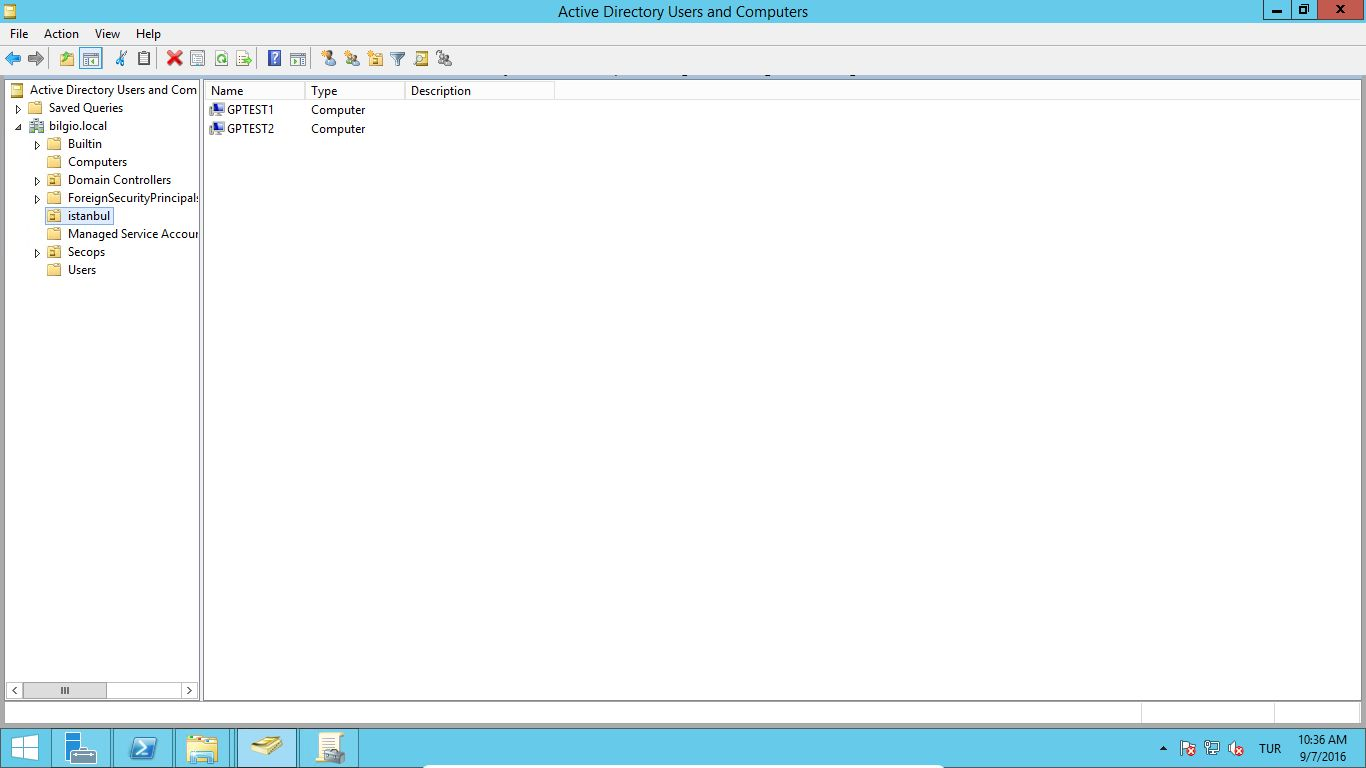 Active Directory Users and Computers
File Action View Help
Active Directory Users and Com
Saved Queries
bilgio.local
Builtin
Computers
Domain Controllers
ForeignSecurityPrincipals
istanbul
Managed Service Accour
Secops
Users
Name Type Description
GPTEST1 Computer
GPTEST2 Computer
TUR
10:36 AM
9/7/2016